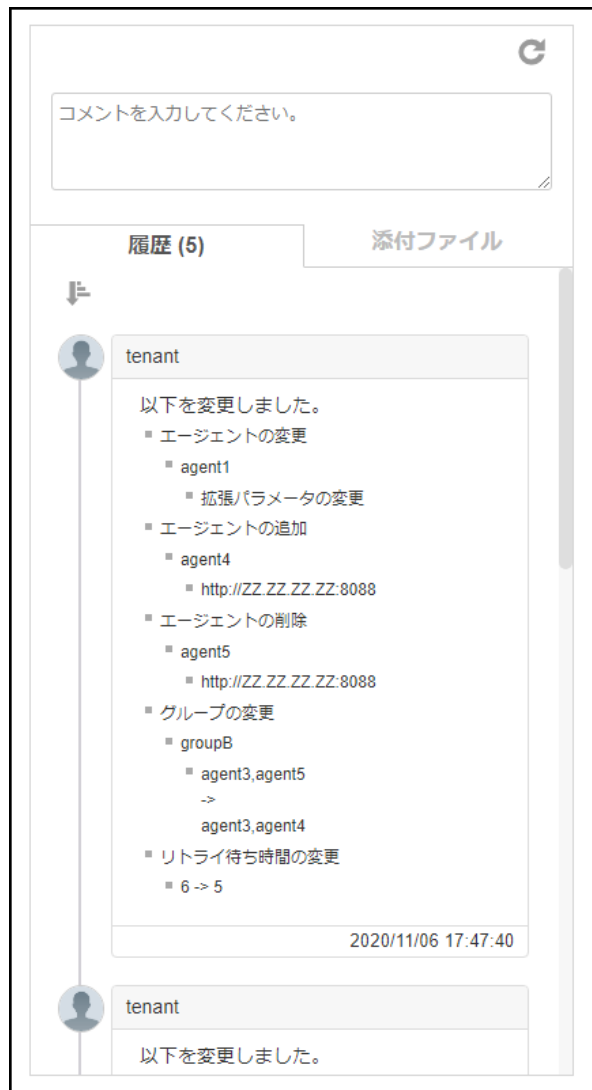 コメントを入力してください。
履歴 (5)
添付ファイル
tenant
以下を変更しました。
エージェントの変更
agent1
拡張パラメータの変更
エージェントの追加
agent4
http://ZZ.ZZ.ZZ.ZZ:8088
エージェントの削除
agent5
http://ZZ.ZZ.ZZ.ZZ:8088
グループの変更
groupB
agent3,agent5
->
agent3,agent4
リトライ待ち時間の変更
6 -> 5
2020/11/06 17:47:40
tenant
以下を変更しました。